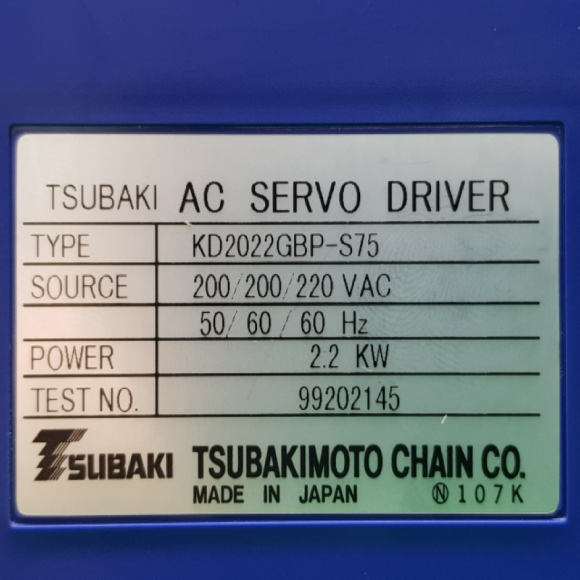 TSUBAKI AC SERVO DRIVER
TYPE KD2022GBP-S75
SOURCE 200/200/220 VAC
50/60/60 Hz
POWER 2.2 KW
TEST NO. 99202145
TSUBAKI TSUBAKIMOTO CHAIN CO.
MADE IN JAPAN Ⓝ107K